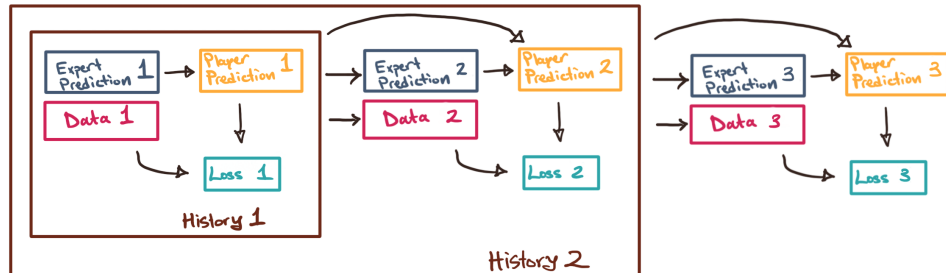 Expert
Prediction 1
Player
Prediction 1
Data 1
Loss 1
History 1
Expert
Prediction 2
Player
Prediction 2
Data 2
Loss 2
History 2
Expert
Prediction 3
Player
Prediction 3
Data 3
Loss 3